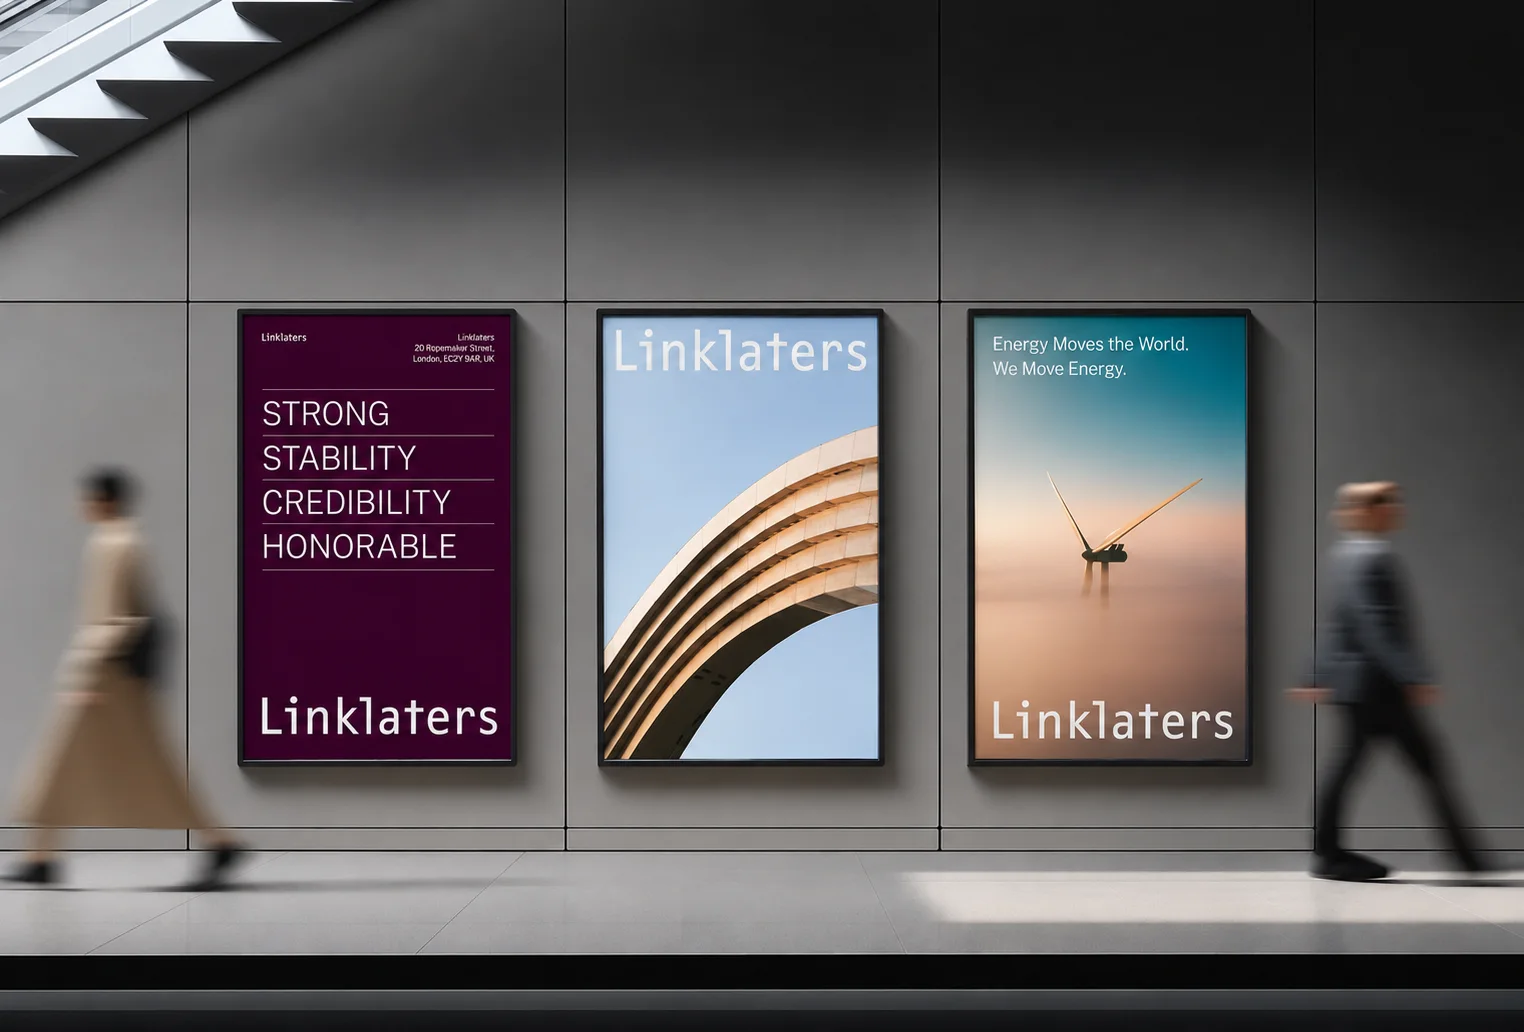 Linklaters
Linklaters
20 Ropemaker Street,
London, EC2Y 9AR, UK
STRONG
STABILITY
CREDIBILITY
HONORABLE
Linklaters
Linklaters
Energy Moves the World.
We Move Energy.
Linklaters